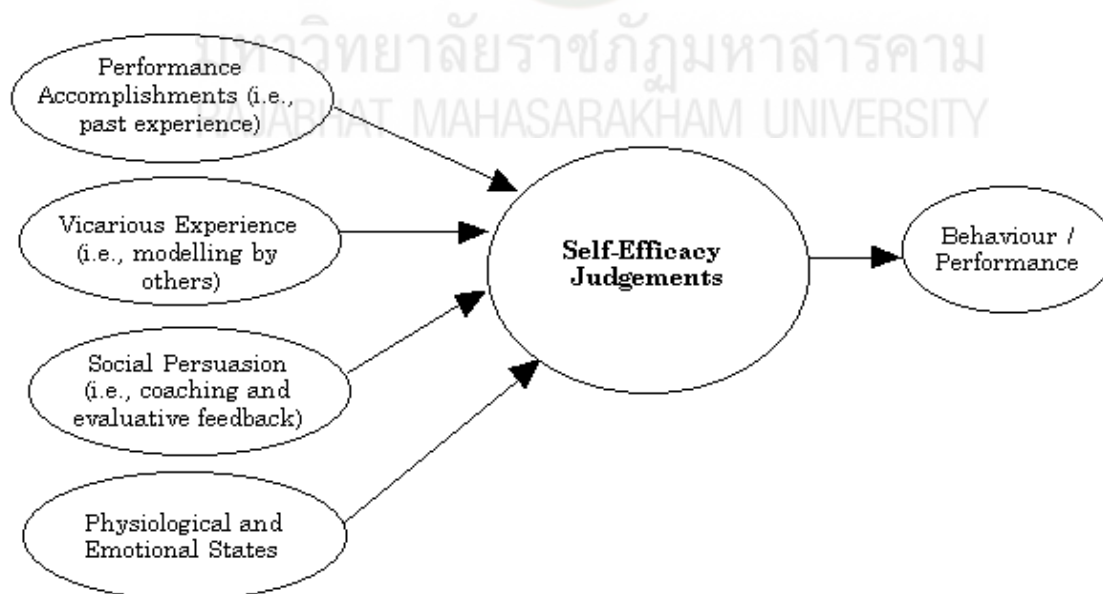 มหาวิทยาลัยราชภัฏมหาสารคาม
RAJABHAT MAHASARAKHAM UNIVERSITY
Performance
Accomplishments (i.e.,
past experience)
Vicarious Experience
(i.e., modelling by
others)
Social Persuasion
(i.e., coaching and
evaluative feedback)
Physiological and
Emotional States
Self-Efficacy
Judgements
Behaviour /
Performance